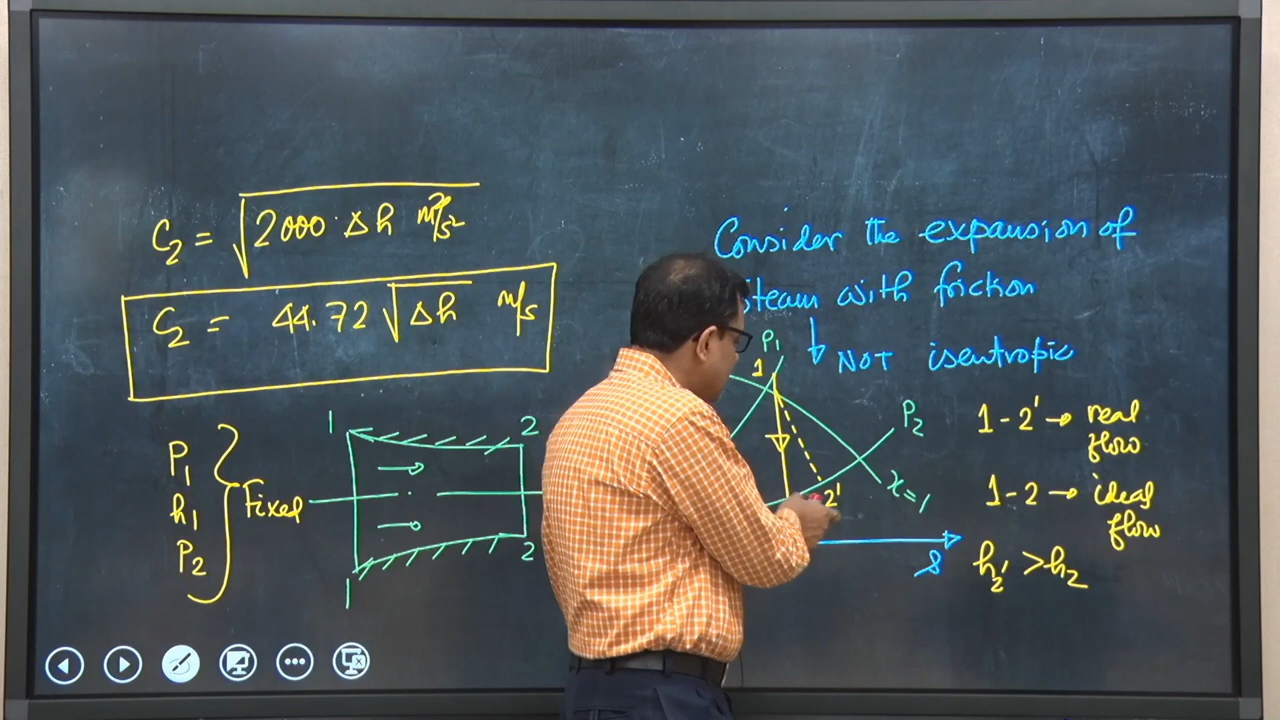 C₂ = √2000 Δh m²/s²
C₂ = 44.72 √Δh m/s
P₁
h₁
P₂
Fixed
1
2
1
2
Consider the expansion of
steam with friction
NOT isentropic
P₁
1
P₂
2'
x=1
s
1-2' → real
flow
1-2 → ideal
flow
h₂' > h₂